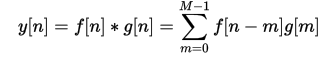 y[n] = f[n] * g[n] = \sum_{m=0}^{M-1} f[n - m]g[m]